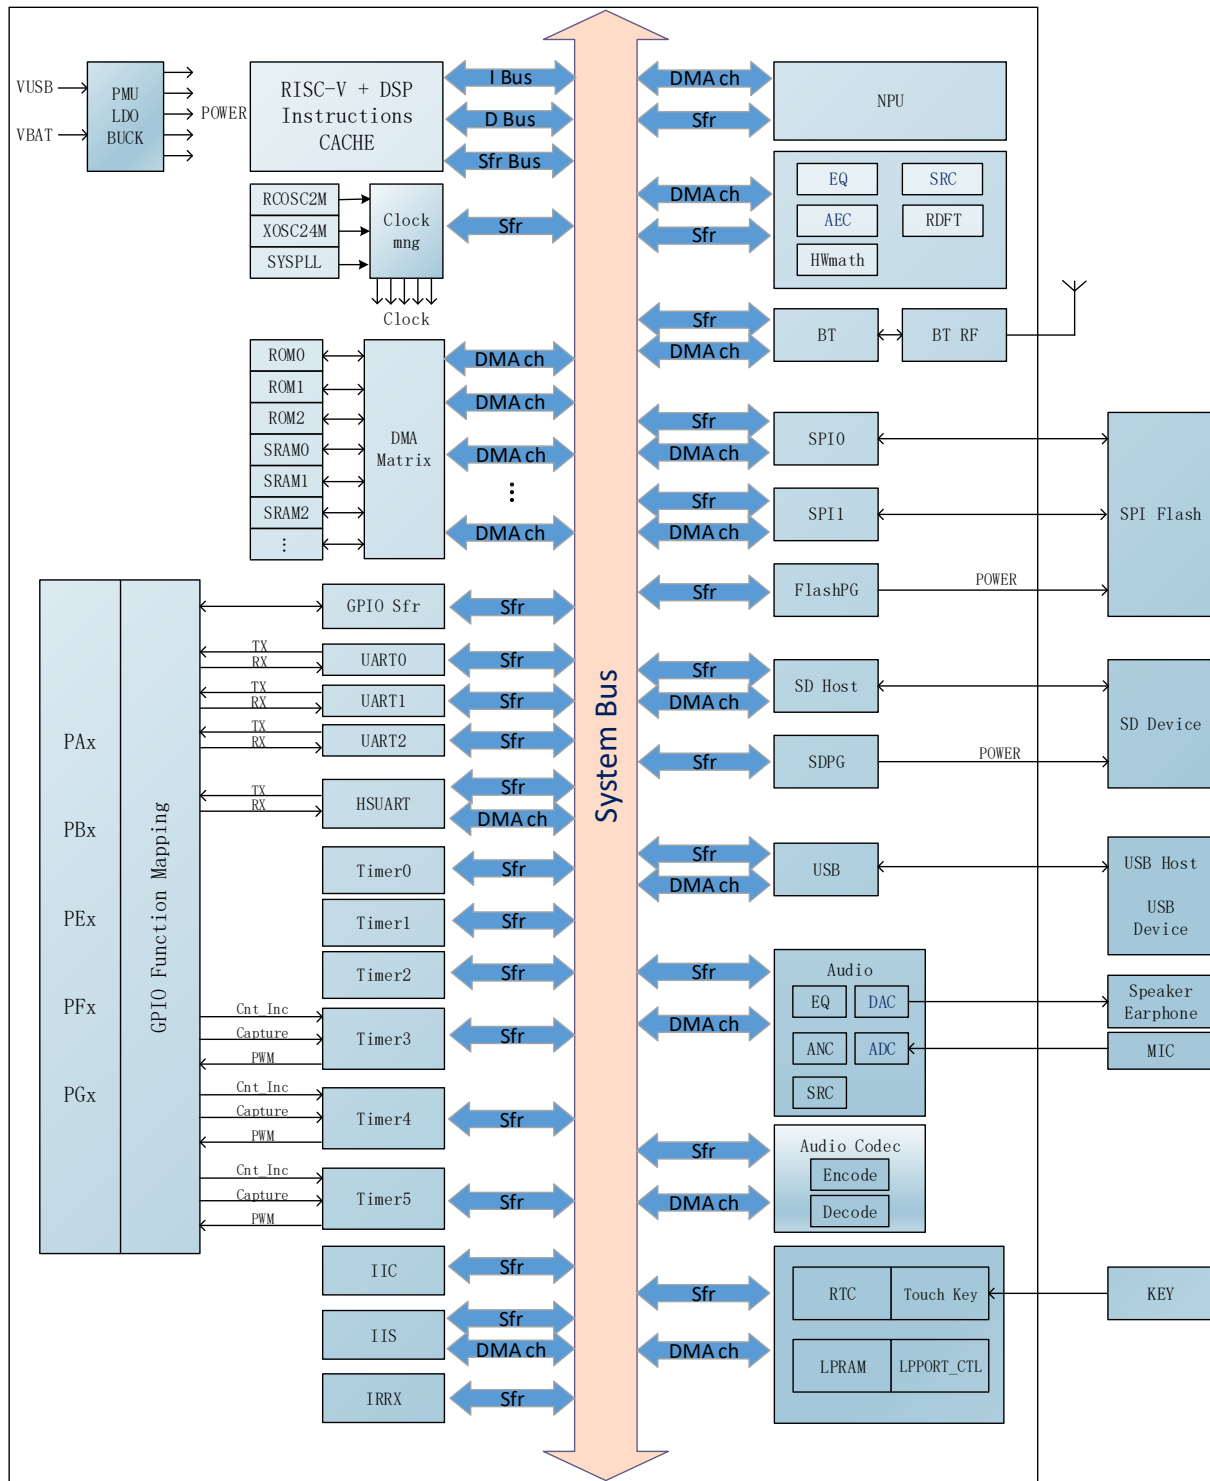 VUSB
VBAT
PMU
LDO
BUCK
POWER
RISC-V + DSP
Instructions
CACHE
I Bus
D Bus
Sfr Bus
RCOSC2M
XOSC24M
SYSPLL
Clock
mng
Sfr
Clock
ROM0
ROM1
ROM2
SRAM0
SRAM1
SRAM2
⋮
DMA
Matrix
DMA ch
DMA ch
DMA ch
⋮
DMA ch
PAx
PBx
PEx
PFx
PGx
GPIO Function Mapping
GPIO Sfr
Sfr
TX
RX
UART0
Sfr
TX
RX
UART1
Sfr
TX
RX
UART2
Sfr
TX
RX
HSUART
Sfr
DMA ch
Timer0
Sfr
Timer1
Sfr
Timer2
Sfr
Cnt_Inc
Capture
PWM
Timer3
Sfr
Cnt_Inc
Capture
PWM
Timer4
Sfr
Cnt_Inc
Capture
PWM
Timer5
Sfr
IIC
Sfr
IIS
Sfr
DMA ch
IRRX
Sfr
System Bus
DMA ch
Sfr
NPU
DMA ch
Sfr
EQ
SRC
AEC
RDFT
HWmath
Sfr
DMA ch
BT
BT RF
Sfr
DMA ch
SPI0
Sfr
DMA ch
SPI1
SPI Flash
Sfr
FlashPG
POWER
Sfr
DMA ch
SD Host
SD Device
Sfr
SDPG
POWER
Sfr
DMA ch
USB
USB Host
USB
Device
Sfr
DMA ch
Audio
EQ
DAC
ANC
ADC
SRC
Speaker
Earphone
MIC
Sfr
DMA ch
Audio Codec
Encode
Decode
Sfr
DMA ch
RTC
Touch Key
LPRAM
LPPORT_CTL
KEY